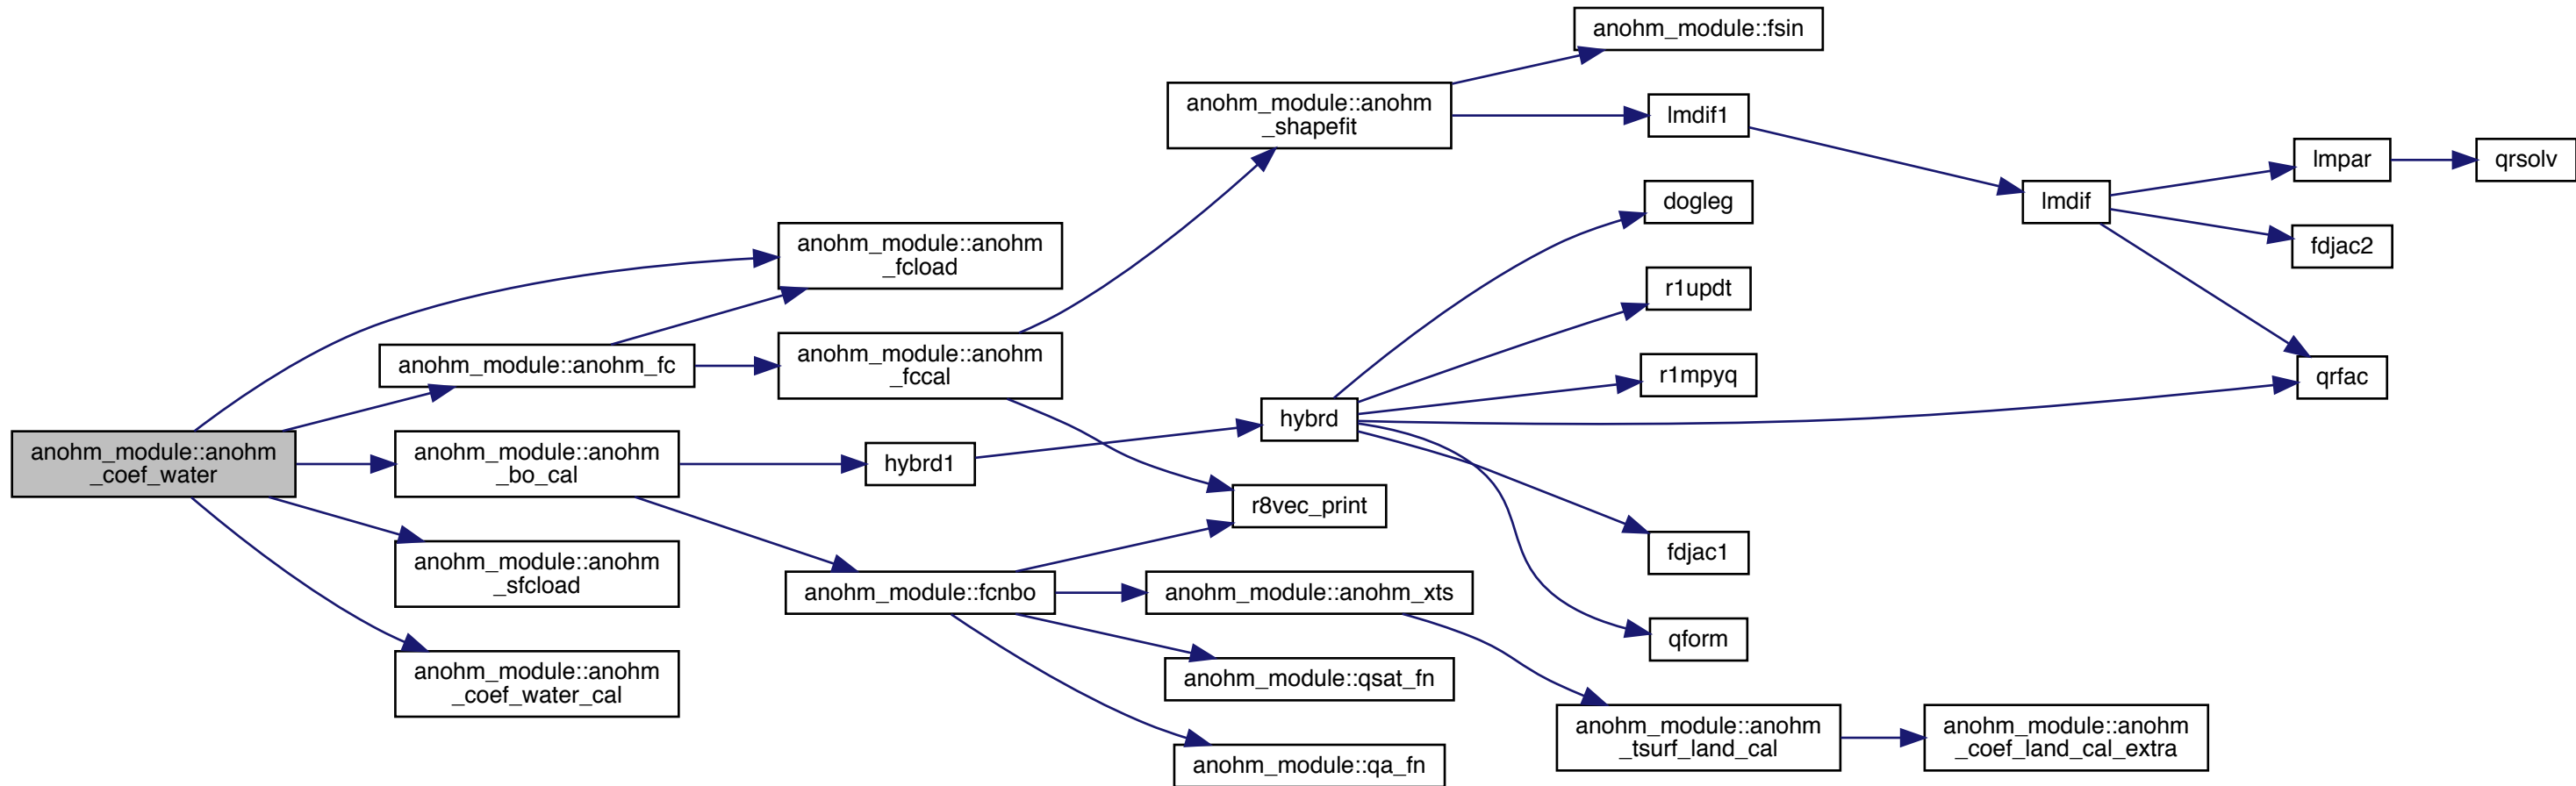 anohm_module::anohm
_coef_water
anohm_module::anohm_fc
anohm_module::anohm
_bo_cal
anohm_module::anohm
_sfcload
anohm_module::anohm
_coef_water_cal
anohm_module::anohm
_fcload
anohm_module::anohm
_fccal
hybrd1
anohm_module::fcnbo
anohm_module::anohm
_shapefit
hybrd
r8vec_print
anohm_module::anohm_xts
anohm_module::qsat_fn
anohm_module::qa_fn
anohm_module::fsin
lmdif1
dogleg
r1updt
r1mpyq
fdjac1
qform
anohm_module::anohm
_tsurf_land_cal
lmdif
anohm_module::anohm
_coef_land_cal_extra
lmpar
fdjac2
qrfac
qrsolv